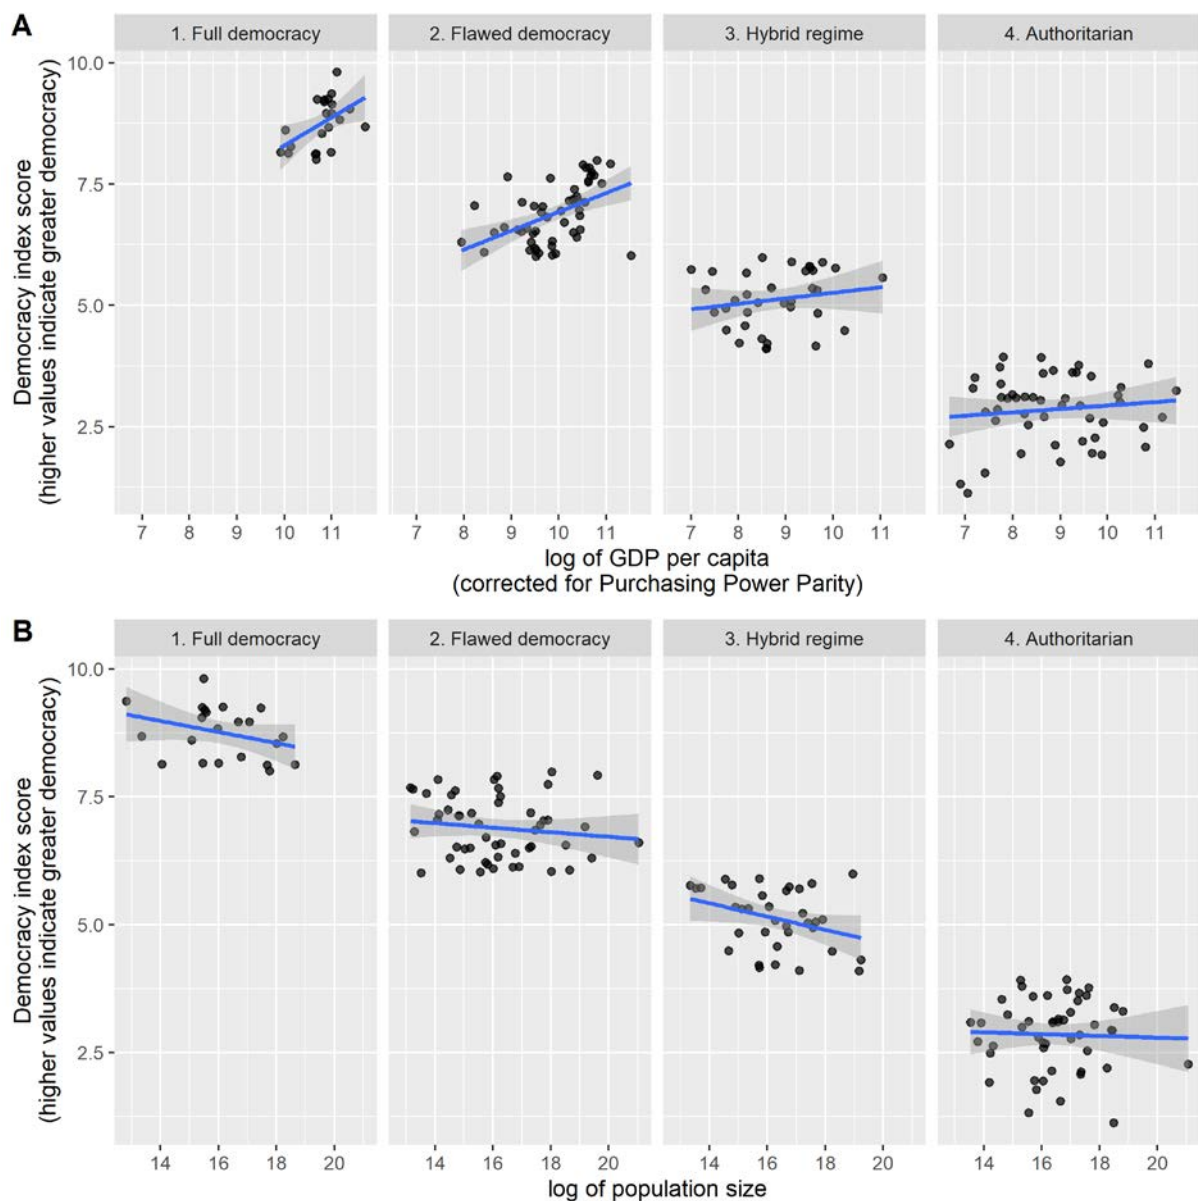 A
1. Full democracy 2. Flawed democracy 3. Hybrid regime 4. Authoritarian
Democracy index score
(higher values indicate greater democracy)
10.0
7.5
5.0
2.5
7 8 9 10 11 7 8 9 10 11 7 8 9 10 11 7 8 9 10 11
log of GDP per capita
(corrected for Purchasing Power Parity)
B
1. Full democracy 2. Flawed democracy 3. Hybrid regime 4. Authoritarian
Democracy index score
(higher values indicate greater democracy)
10.0
7.5
5.0
2.5
14 16 18 20 14 16 18 20 14 16 18 20 14 16 18 20
log of population size